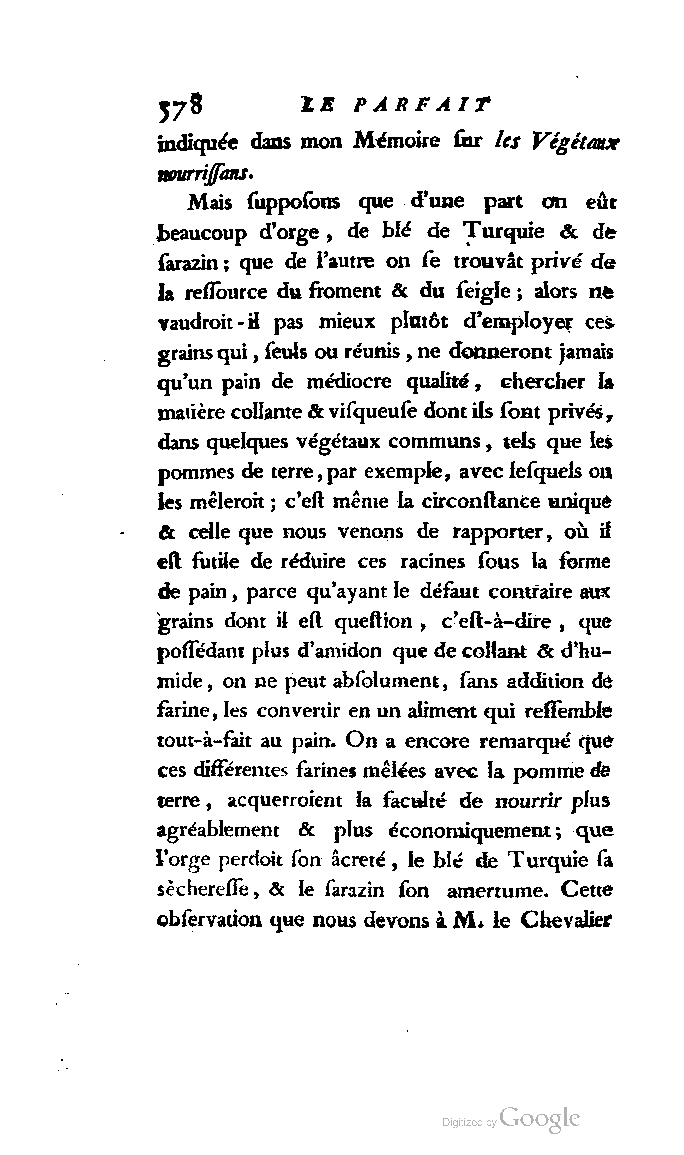 578 LE PARFAIT
indiquée dans mon Mémoire ſur les Végétaux
nourriſſans.
Mais ſuppoſons que d'une part on eût
beaucoup d'orge, de blé de Turquie & de
ſarazin; que de l'autre on ſe trouvât privé de
la reſſource du froment & du ſeigle; alors ne
vaudroit-il pas mieux plutôt d'employer ces
grains qui, ſeuls ou réunis, ne donneront jamais
qu'un pain de médiocre qualité, chercher la
matière collante & viſqueuſe dont ils ſont privés,
dans quelques végétaux communs, tels que les
pommes de terre, par exemple, avec leſquels on
les mêleroit; c'eſt même la circonſtance unique
& celle que nous venons de rapporter, où il
eſt futile de réduire ces racines ſous la forme
de pain, parce qu'ayant le défaut contraire aux
grains dont il eſt queſtion, c'eſt-à-dire, que
poſſédant plus d'amidon que de collant & d'hu-
mide, on ne peut abſolument, ſans addition de
farine, les convertir en un aliment qui reſſemble
tout-à-fait au pain. On a encore remarqué que
ces différentes farines mêlées avec la pomme de
terre, acquerroient la faculté de nourrir plus
agréablement & plus économiquement; que
l'orge perdoit ſon âcreté, le blé de Turquie ſa
sèchereſſe, & le ſarazin ſon amertume. Cette
obſervation que nous devons à M. le Chevalier
Digitized by Google